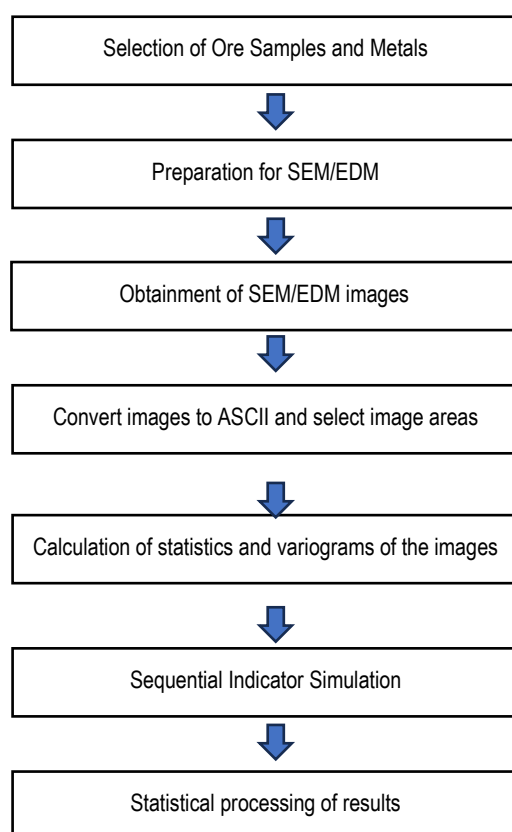 Selection of Ore Samples and Metals
Preparation for SEM/EDM
Obtainment of SEM/EDM images
Convert images to ASCII and select image areas
Calculation of statistics and variograms of the images
Sequential Indicator Simulation
Statistical processing of results